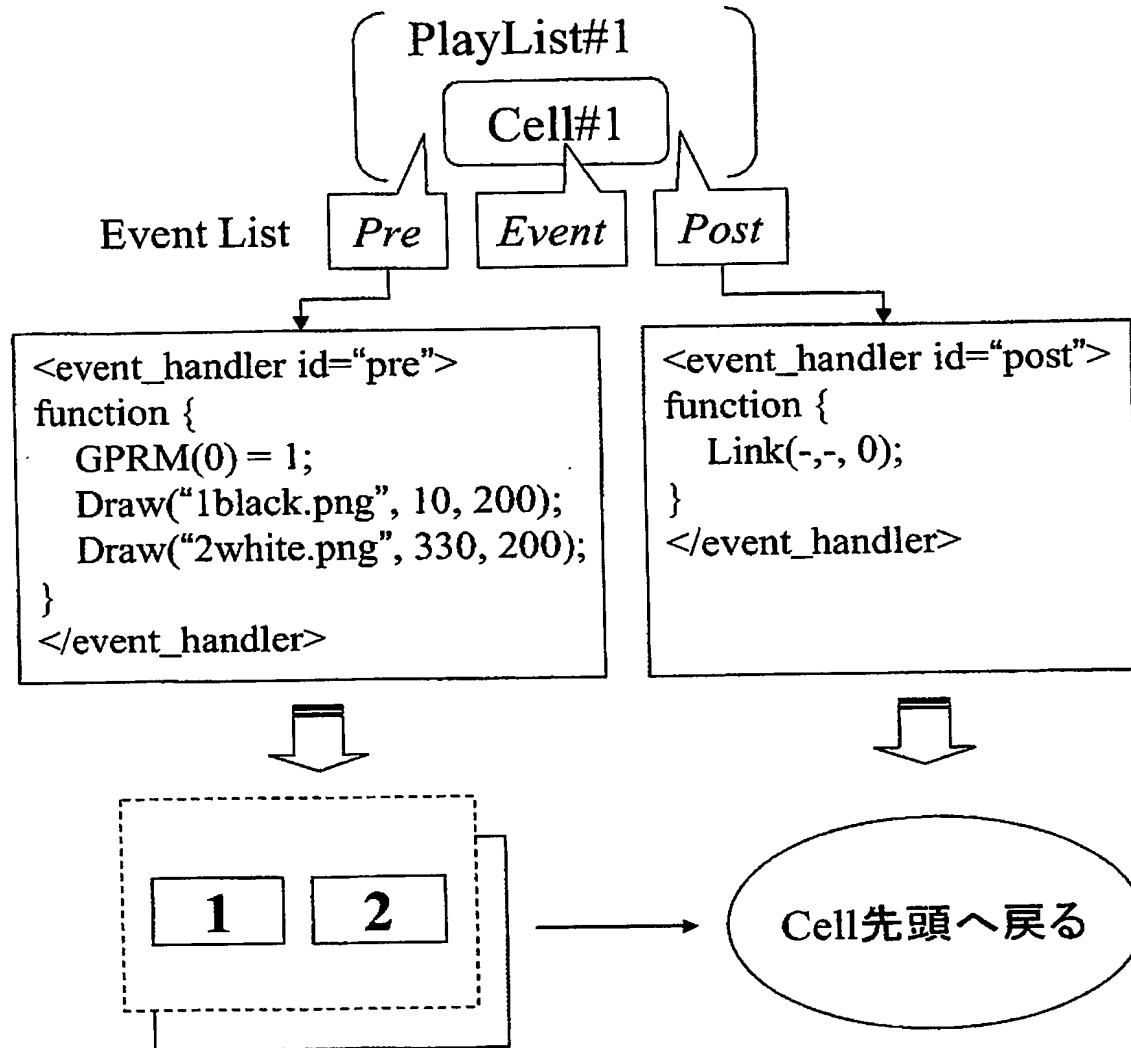 PlayList#1
Cell#1
Event List
Pre
Event
Post
<event_handler id=“pre”>
function {
GPRM(0) = 1;
Draw(“1black.png”, 10, 200);
Draw(“2white.png”, 330, 200);
}
</event_handler>
<event_handler id=“post”>
function {
Link(-,-, 0);
}
</event_handler>
1
2
Cell先頭へ戻る